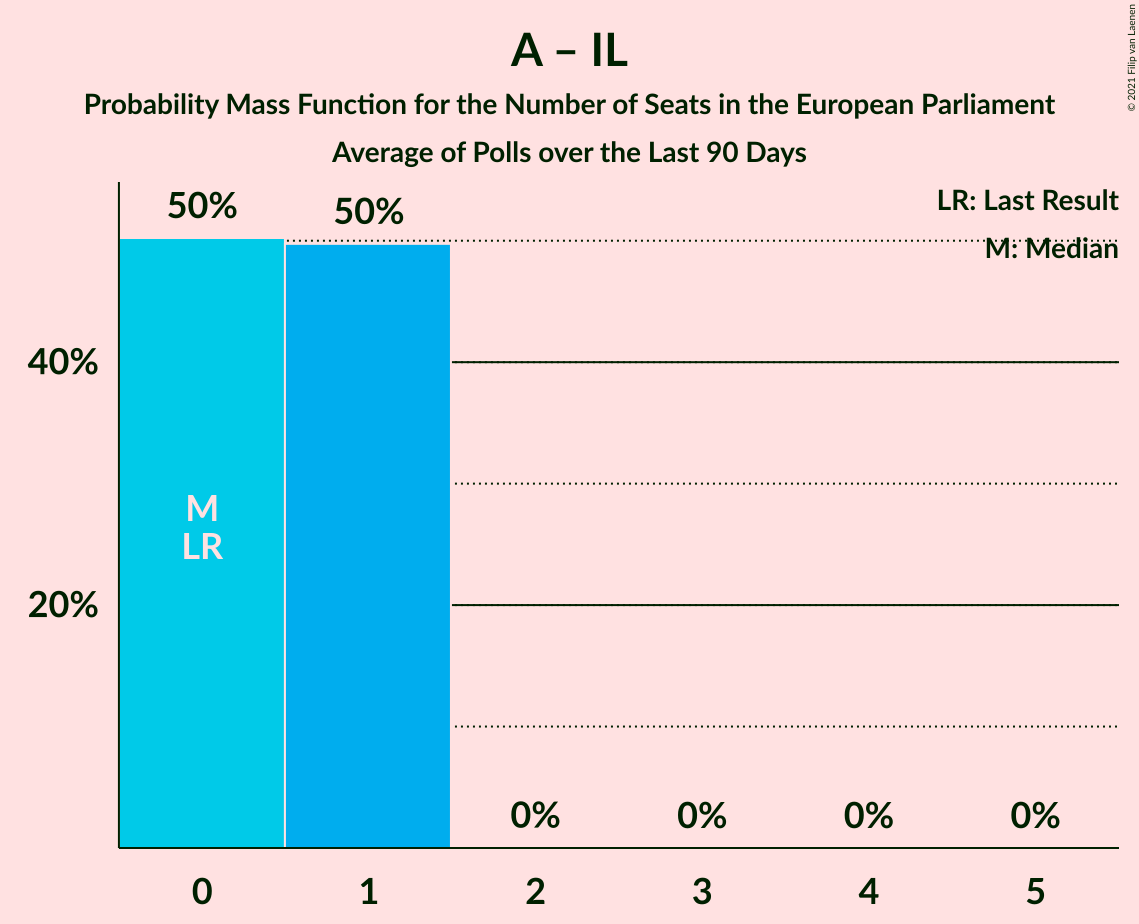 A – IL
Probability Mass Function for the Number of Seats in the European Parliament
Average of Polls over the Last 90 Days
© 2021 Filip van Laenen
LR: Last Result
M: Median
50%
50%
40%
M
LR
20%
0%
0%
0%
0%
0
1
2
3
4
5